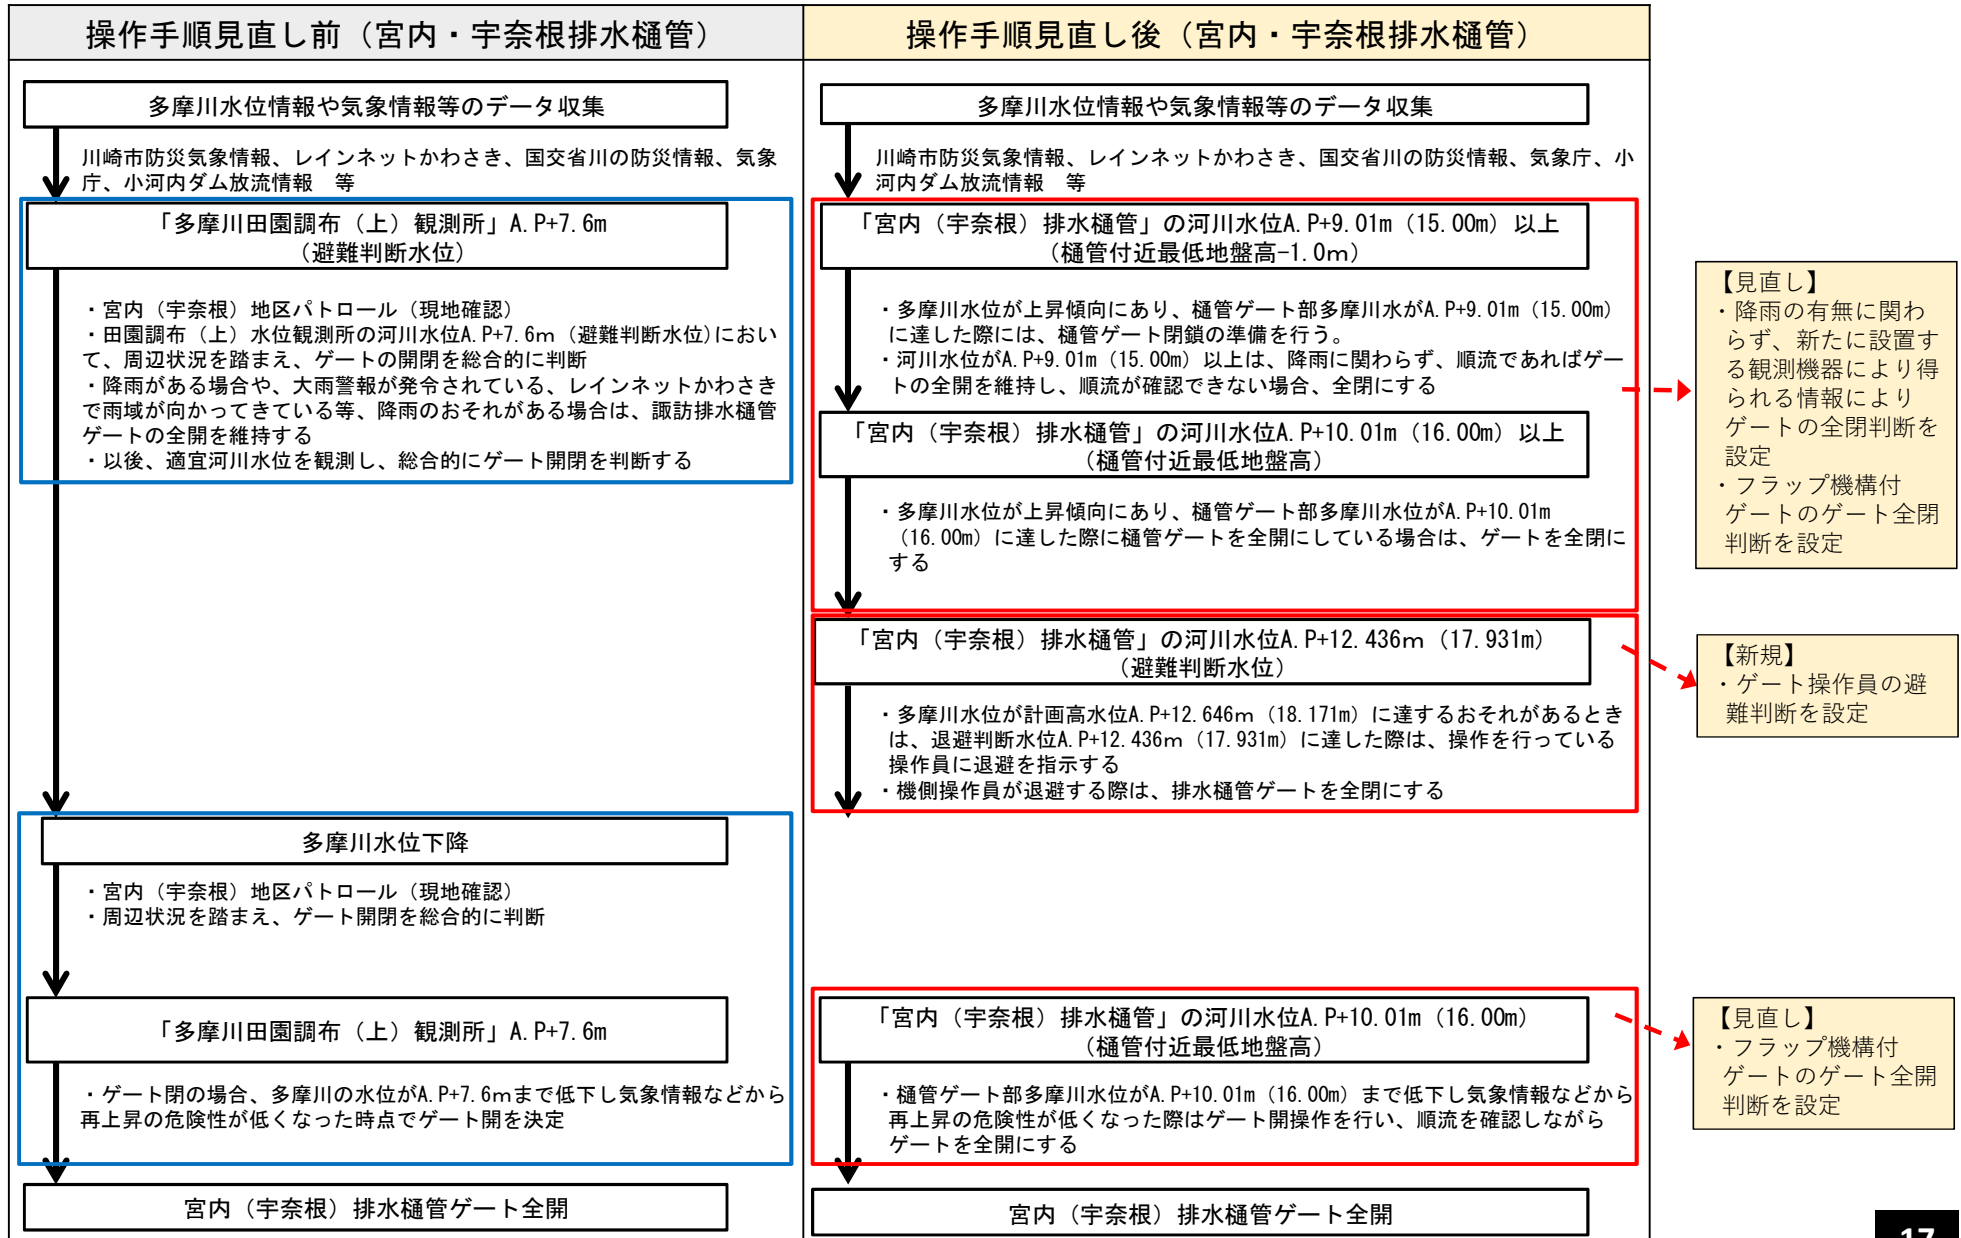 操作手順見直し前（宮内・宇奈根排水樋管）
多摩川水位情報や気象情報等のデータ収集
川崎市防災気象情報、レインネットかわさき、国交省川の防災情報、気象
庁、小河内ダム放流情報　等
「多摩川田園調布（上）観測所」A.P+7.6m
（避難判断水位）
・宮内（宇奈根）地区パトロール（現地確認）
・田園調布（上）水位観測所の河川水位A.P+7.6m（避難判断水位)におい
て、周辺状況を踏まえ、ゲートの開閉を総合的に判断
・降雨がある場合や、大雨警報が発令されている、レインネットかわさき
で雨域が向かってきている等、降雨のおそれがある場合は、諏訪排水樋管
ゲートの全開を維持する
・以後、適宜河川水位を観測し、総合的にゲート開閉を判断する
多摩川水位下降
・宮内（宇奈根）地区パトロール（現地確認）
・周辺状況を踏まえ、ゲート開閉を総合的に判断
「多摩川田園調布（上）観測所」A.P+7.6m
・ゲート閉の場合、多摩川の水位がA.P+7.6mまで低下し気象情報などから
再上昇の危険性が低くなった時点でゲート開を決定
宮内（宇奈根）排水樋管ゲート全開
操作手順見直し後（宮内・宇奈根排水樋管）
多摩川水位情報や気象情報等のデータ収集
川崎市防災気象情報、レインネットかわさき、国交省川の防災情報、気象庁、小
河内ダム放流情報　等
「宮内（宇奈根）排水樋管」の河川水位A.P+9.01m（15.00m）以上
（樋管付近最低地盤高-1.0m）
・多摩川水位が上昇傾向にあり、樋管ゲート部多摩川水がA.P+9.01m（15.00m）
に達した際には、樋管ゲート閉鎖の準備を行う。
・河川水位がA.P+9.01m（15.00m）以上は、降雨に関わらず、順流であればゲー
トの全開を維持し、順流が確認できない場合、全閉にする
「宮内（宇奈根）排水樋管」の河川水位A.P+10.01m（16.00m）以上
（樋管付近最低地盤高）
・多摩川水位が上昇傾向にあり、樋管ゲート部多摩川水位がA.P+10.01m
（16.00m）に達した際に樋管ゲートを全開にしている場合は、ゲートを全閉に
する
「宮内（宇奈根）排水樋管」の河川水位A.P+12.436m（17.931m）
（避難判断水位）
・多摩川水位が計画高水位A.P+12.646m（18.171m）に達するおそれがあるとき
は、退避判断水位A.P+12.436m（17.931m）に達した際は、操作を行っている
操作員に退避を指示する
・機側操作員が退避する際は、排水樋管ゲートを全閉にする
「宮内（宇奈根）排水樋管」の河川水位A.P+10.01m（16.00m）
（樋管付近最低地盤高）
・樋管ゲート部多摩川水位がA.P+10.01m（16.00m）まで低下し気象情報などから
再上昇の危険性が低くなった際はゲート開操作を行い、順流を確認しながら
ゲートを全開にする
宮内（宇奈根）排水樋管ゲート全開
【見直し】
・降雨の有無に関わ
らず、新たに設置す
る観測機器により得
られる情報により
ゲートの全閉判断を
設定
・フラップ機構付
ゲートのゲート全閉
判断を設定
【新規】
・ゲート操作員の避
難判断を設定
【見直し】
・フラップ機構付
ゲートのゲート全開
判断を設定
17